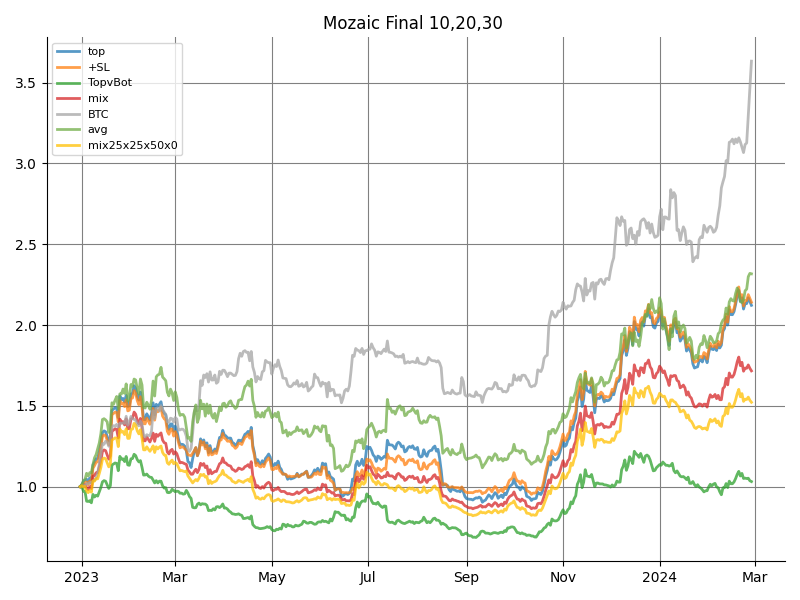 Mozaic Final 10,20,30
top
+SL
TopvBot
mix
BTC
avg
mix25x25x50x0
3.5
3.0
2.5
2.0
1.5
1.0
2023 Mar May Jul Sep Nov 2024 Mar